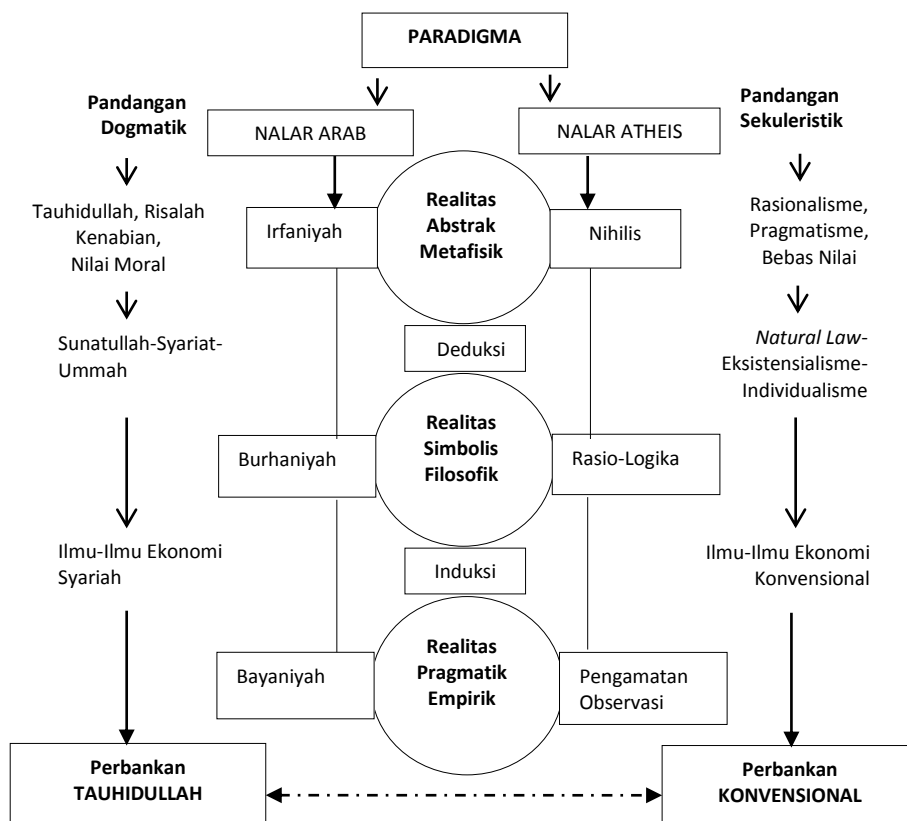 PARADIGMA
Pandangan
Dogmatik
NALAR ARAB
NALAR ATHEIS
Pandangan
Sekuleristik
Tauhidullah, Risalah
Kenabian,
Nilai Moral
Irfaniyah
Realitas
Abstrak
Metafisik
Nihilis
Rasionalisme,
Pragmatisme,
Bebas Nilai
Sunatullah-Syariat-
Ummah
Deduksi
Natural Law-
Eksistensialisme-
Individualisme
Burhaniyah
Realitas
Simbolis
Filosofik
Rasio-Logika
Ilmu-Ilmu Ekonomi
Syariah
Induksi
Ilmu-Ilmu Ekonomi
Konvensional
Bayaniyah
Realitas
Pragmatik
Empirik
Pengamatan
Observasi
Perbankan
TAUHIDULLAH
Perbankan
KONVENSIONAL